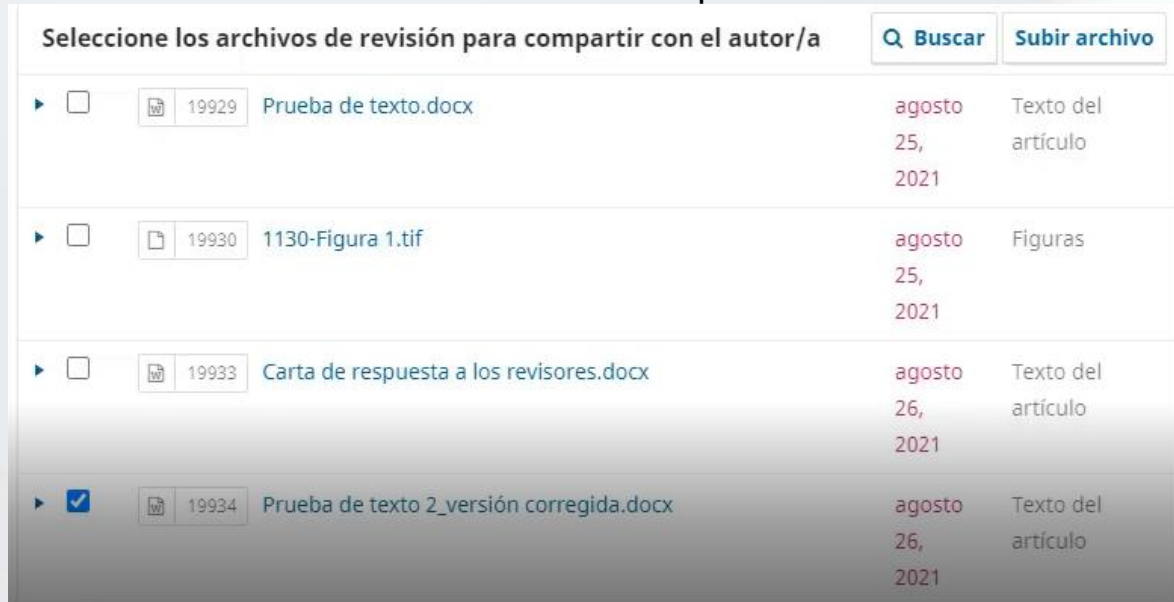 Seleccione los archivos de revisión para compartir con el autor/a Buscar Subir archivo
19929 Prueba de texto.docx agosto Texto del
25, artículo
2021
19930 1130-Figura 1.tif agosto Figuras
25,
2021
19933 Carta de respuesta a los revisores.docx agosto Texto del
26, artículo
2021
19934 Prueba de texto 2_versión corregida.docx agosto Texto del
26, artículo
2021